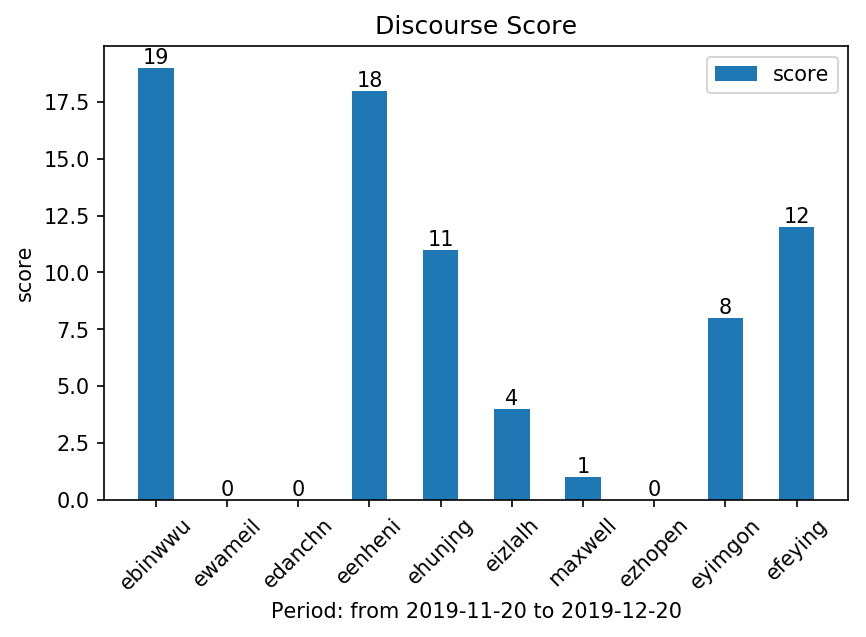 Discourse Score
score
19
18
17.5
15.0
12.5
12
11
10.0
8
7.5
5.0
4
2.5
1
0
0
0
0.0
score
ebinwwu
ewameil
edanchn
eenheni
ehunjng
eizlalh
maxwell
ezhopen
eyimgon
efeying
Period: from 2019-11-20 to 2019-12-20